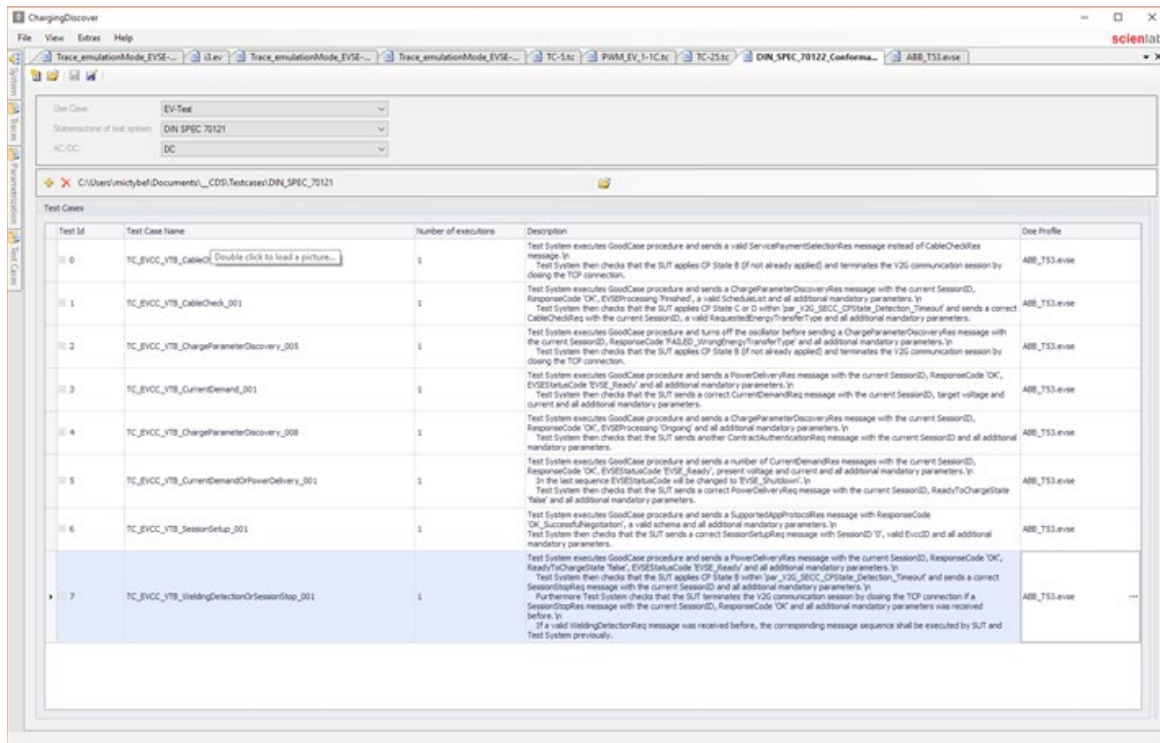 ChargingDiscover
File View Extras Help
scienlab
Trace_emulationMode_EVSE-... i3.ev Trace_emulationMode_EVSE-... Trace_emulationMode_EVSE-... TC-5.tc PWM_EV_1-1C.tc TC-25.tc DIN_SPEC_70122_Conforma... ABB_T53.evse
System
Traces
Parametrization
Test Cases
Use Case: EV-Test
Statemachine of test system: DIN SPEC 70121
AC/DC: DC
C:\Users\mictybef\Documents\_CDS\Testcases\DIN_SPEC_70121
Test Cases
Test Id Test Case Name Number of executions Description Doe Profile
0 TC_EVCC_VTB_CableCh Double click to load a picture... 1
Test System executes GoodCase procedure and sends a valid ServicePaymentSelectionRes message instead of CableCheckRes
message.\n
Test System then checks that the SUT applies CP State B (if not already applied) and terminates the V2G communication session by
closing the TCP connection.
ABB_T53.evse
1 TC_EVCC_VTB_CableCheck_001 1
Test System executes GoodCase procedure and sends a ChargeParameterDiscoveryRes message with the current SessionID,
ResponseCode 'OK', EVSEProcessing 'Finished', a valid ScheduleList and all additional mandatory parameters.\n
Test System then checks that the SUT applies CP State C or D within 'par_V2G_SECC_CPState_Detection_Timeout' and sends a correct
CableCheckReq with the current SessionID, a valid RequestedEnergyTransferType and all additional mandatory parameters.
ABB_T53.evse
2 TC_EVCC_VTB_ChargeParameterDiscovery_005 1
Test System executes GoodCase procedure and turns off the oscillator before sending a ChargeParameterDiscoveryRes message with
the current SessionID, ResponseCode 'FAILED_WrongEnergyTransferType' and all additional mandatory parameters.\n
Test System then checks that the SUT applies CP State B (if not already applied) and terminates the V2G communication session by
closing the TCP connection.
ABB_T53.evse
3 TC_EVCC_VTB_CurrentDemand_001 1
Test System executes GoodCase procedure and sends a PowerDeliveryRes message with the current SessionID, ResponseCode 'OK',
EVSEStatusCode 'EVSE_Ready' and all additional mandatory parameters.\n
Test System then checks that the SUT sends a correct CurrentDemandReq message with the current SessionID, target voltage and
current and all additional mandatory parameters.
ABB_T53.evse
4 TC_EVCC_VTB_ChargeParameterDiscovery_008 1
Test System executes GoodCase procedure and sends a ChargeParameterDiscoveryRes message with the current SessionID,
ResponseCode 'OK', EVSEProcessing 'Ongoing' and all additional mandatory parameters.\n
Test System then checks that the SUT sends another ContractAuthenticationReq message with the current SessionID and all additional
mandatory parameters.
ABB_T53.evse
5 TC_EVCC_VTB_CurrentDemandOrPowerDelivery_001 1
Test System executes GoodCase procedure and sends a number of CurrentDemandRes messages with the current SessionID,
ResponseCode 'OK', EVSEStatusCode 'EVSE_Ready', present voltage and current and all additional mandatory parameters.\n
In the last sequence EVSEStatusCode will be changed to 'EVSE_Shutdown'.\n
Test System then checks that the SUT sends a correct PowerDeliveryReq message with the current SessionID, ReadyToChargeState
'false' and all additional mandatory parameters.
ABB_T53.evse
6 TC_EVCC_VTB_SessionSetup_001 1
Test System executes GoodCase procedure and sends a SupportedAppProtocolRes message with ResponseCode
'OK_SuccessfulNegotiation', a valid schema and all additional mandatory parameters.\n
Test System then checks that the SUT sends a correct SessionSetupReq message with SessionID '0', valid EvccID and all additional
mandatory parameters.
ABB_T53.evse
7 TC_EVCC_VTB_WeldingDetectionOrSessionStop_001 1
Test System executes GoodCase procedure and sends a PowerDeliveryRes message with the current SessionID, ResponseCode 'OK',
ReadyToChargeState 'false', EVSEStatusCode 'EVSE_Ready' and all additional mandatory parameters.\n
Test System then checks that the SUT applies CP State B within 'par_V2G_SECC_CPState_Detection_Timeout' and sends a correct
SessionStopReq message with the current SessionID and all additional mandatory parameters.\n
Furthermore Test System checks that the SUT terminates the V2G communication session by closing the TCP connection if a
SessionStopRes message with the current SessionID, ResponseCode 'OK' and all additional mandatory parameters was received
before.\n
If a valid WeldingDetectionReq message was received before, the corresponding message sequence shall be executed by SUT and
Test System previously.
ABB_T53.evse ...